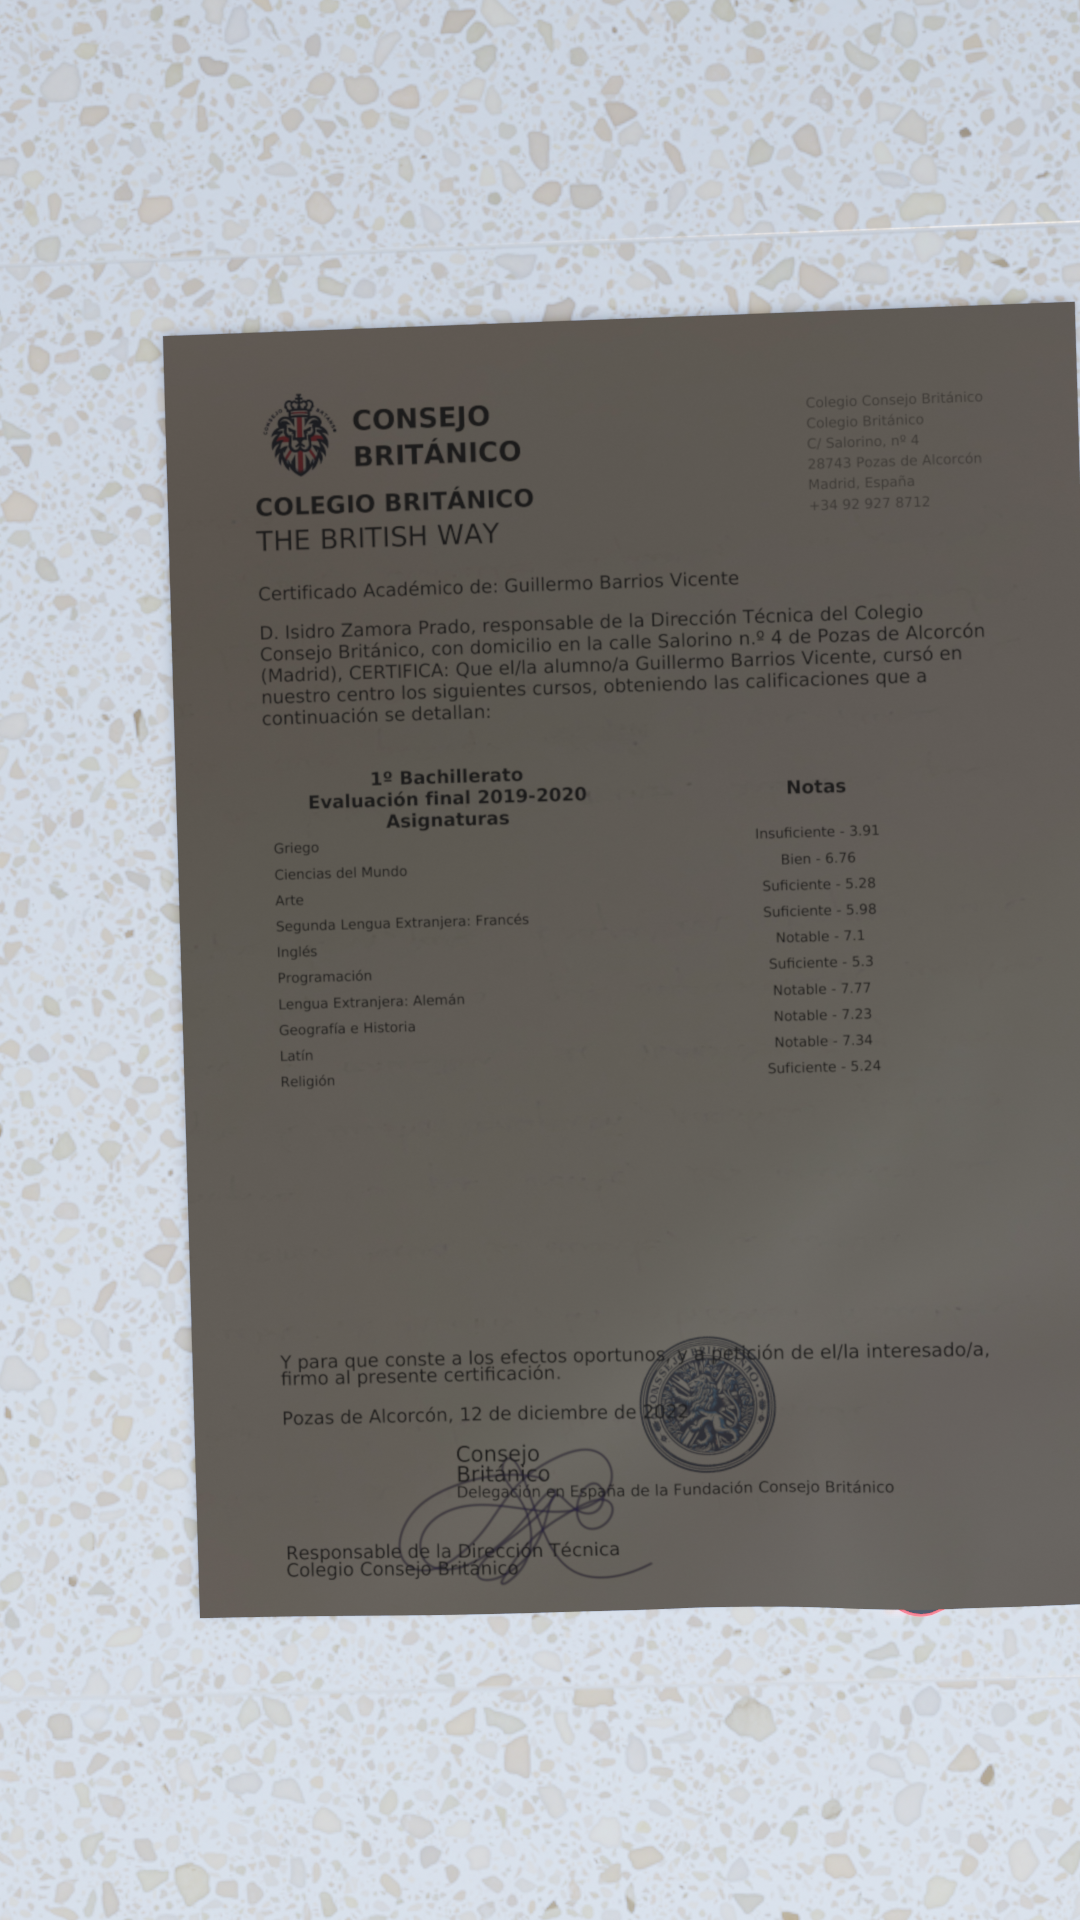 CONSEJO
BRITÁNICO
COLEGIO BRITÁNICO
THE BRITISH WAY
Colegio Consejo Británico
Colegio Británico
C/ Salorino, nº 4
28743 Pozas de Alcorcón
Madrid, España
+34 92 927 8712
Certificado Académico de: Guillermo Barrios Vicente
D. Isidro Zamora Prado, responsable de la Dirección Técnica del Colegio
Consejo Británico, con domicilio en la calle Salorino n.º 4 de Pozas de Alcorcón
(Madrid), CERTIFICA: Que el/la alumno/a Guillermo Barrios Vicente, cursó en
nuestro centro los siguientes cursos, obteniendo las calificaciones que a
continuación se detallan:
1º Bachillerato
Evaluación final 2019-2020
Asignaturas
Notas
Griego Insuficiente - 3.91
Ciencias del Mundo Bien - 6.76
Arte Suficiente - 5.28
Segunda Lengua Extranjera: Francés Suficiente - 5.98
Inglés Notable - 7.1
Programación Suficiente - 5.3
Lengua Extranjera: Alemán Notable - 7.77
Geografía e Historia Notable - 7.23
Latín Notable - 7.34
Religión Suficiente - 5.24
Y para que conste a los efectos oportunos, y a petición de el/la interesado/a,
firmo al presente certificación.
Pozas de Alcorcón, 12 de diciembre de 2022
Consejo
Británico
Delegación en España de la Fundación Consejo Británico
Responsable de la Dirección Técnica
Colegio Consejo Británico